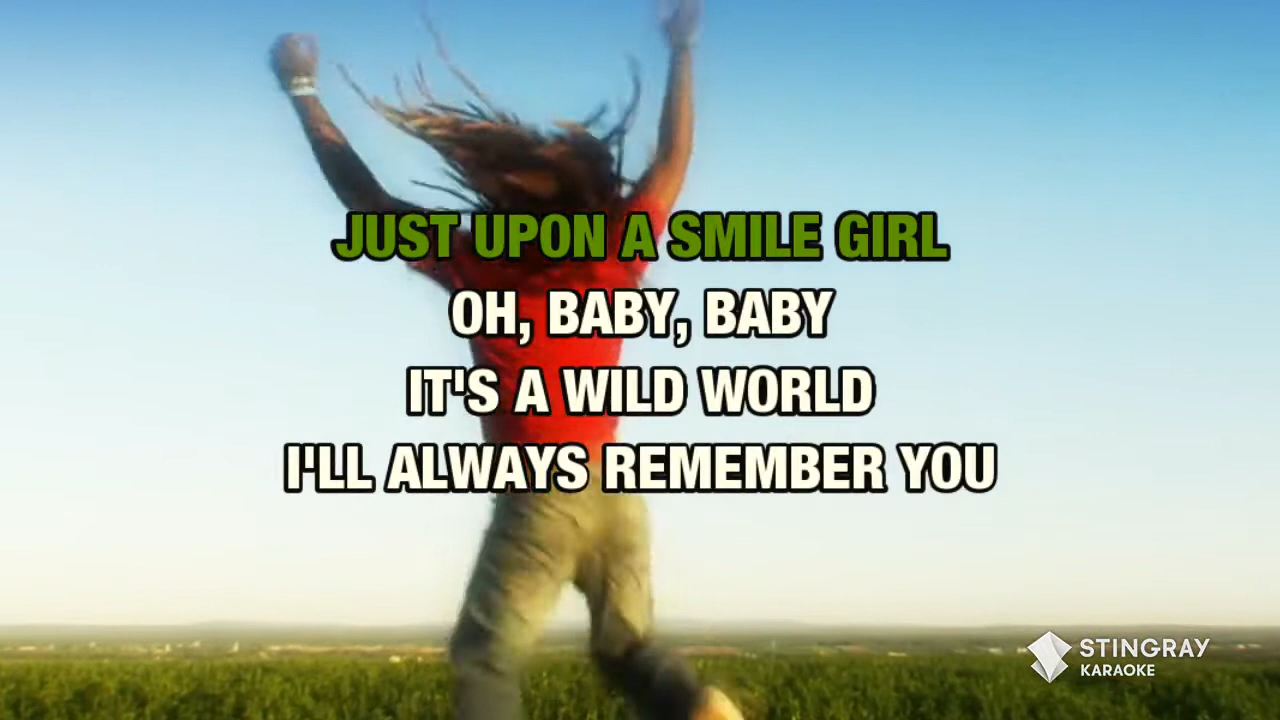 JUST UPON A SMILE GIRL
OH, BABY, BABY
IT'S A WILD WORLD
I'LL ALWAYS REMEMBER YOU
STINGRAY
KARAOKE